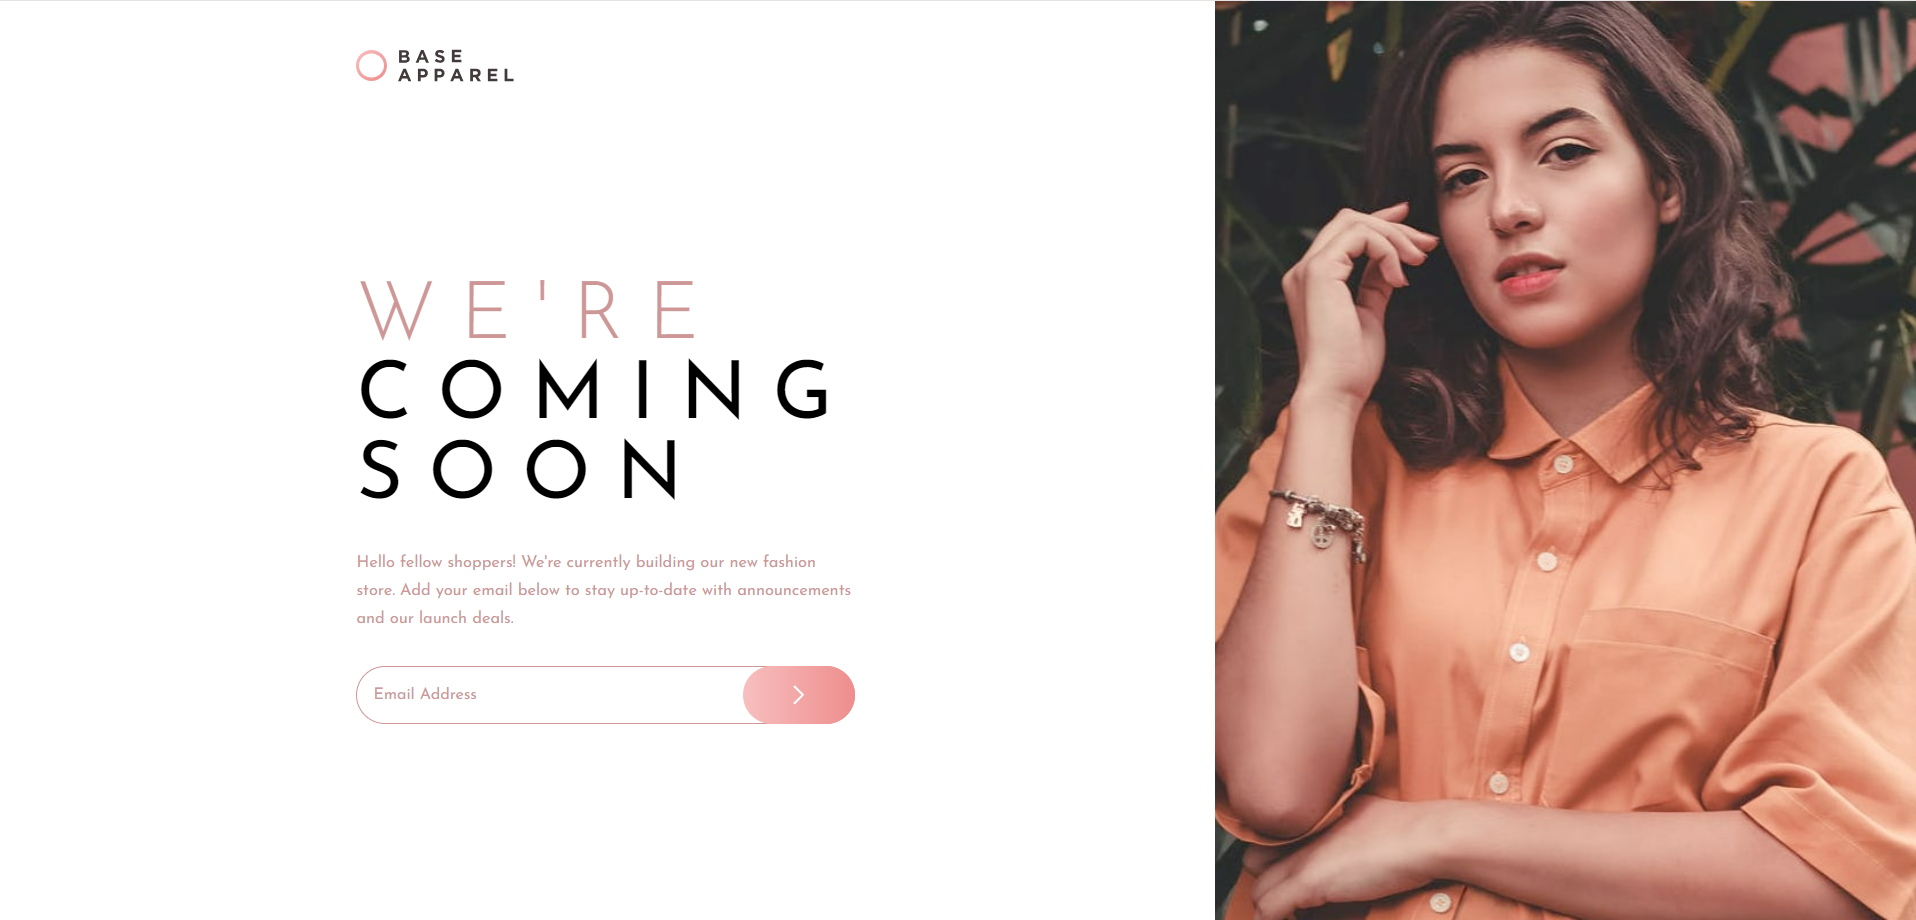 BASE
APPAREL
WE'RE
COMING
SOON
Hello fellow shoppers! We're currently building our new fashion
store. Add your email below to stay up-to-date with announcements
and our launch deals.
Email Address